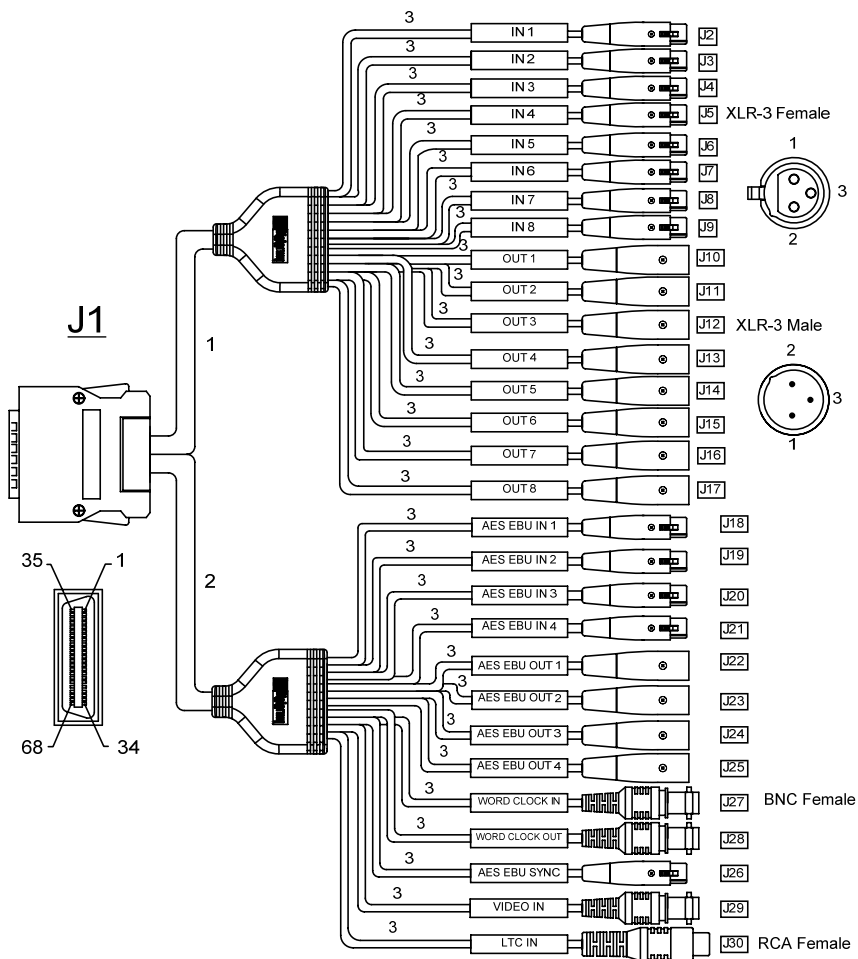 3 IN 1 J2
3 IN 2 J3
3 IN 3 J4
3 IN 4 J5 XLR-3 Female
3 IN 5 J6 1
3 IN 6 J7
3 IN 7 J8 3
3 IN 8 J9
2
3 OUT 1 J10
3 OUT 2 J11
J1
3 OUT 3 J12 XLR-3 Male
1
3 OUT 4 J13 2
3 OUT 5 J14 3
3 OUT 6 J15
1
3 OUT 7 J16
3 OUT 8 J17
3 AES EBU IN 1 J18
35 1
3 AES EBU IN 2 J19
2
3 AES EBU IN 3 J20
3 AES EBU IN 4 J21
3 AES EBU OUT 1 J22
3 AES EBU OUT 2 J23
3 AES EBU OUT 3 J24
68 34
3 AES EBU OUT 4 J25
3 WORD CLOCK IN J27 BNC Female
3 WORD CLOCK OUT J28
3 AES EBU SYNC J26
3 VIDEO IN J29
3 LTC IN J30 RCA Female